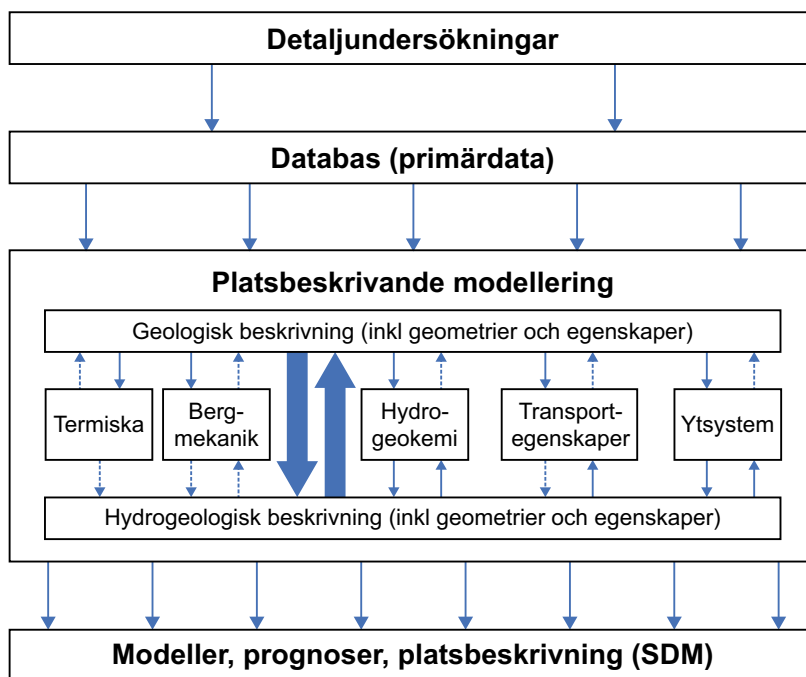 Detaljundersökningar
Databas (primärdata)
Platsbeskrivande modellering
Geologisk beskrivning (inkl geometrier och egenskaper)
Termiska
Berg-
mekanik
Hydro-
geokemi
Transport-
egenskaper
Ytsystem
Hydrogeologisk beskrivning (inkl geometrier och egenskaper)
Modeller, prognoser, platsbeskrivning (SDM)